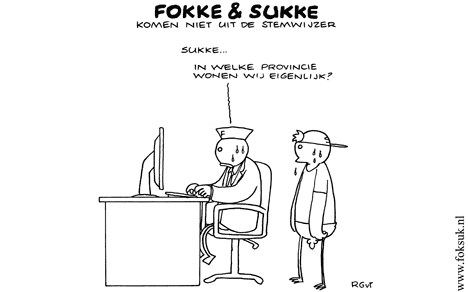 FOKKE & SUKKE
KOMEN NIET UIT DE STEMWIJZER
SUKKE...
IN WELKE PROVINCIE
WONEN WIJ EIGENLIJK?
F
RGvT
www.foksuk.nl